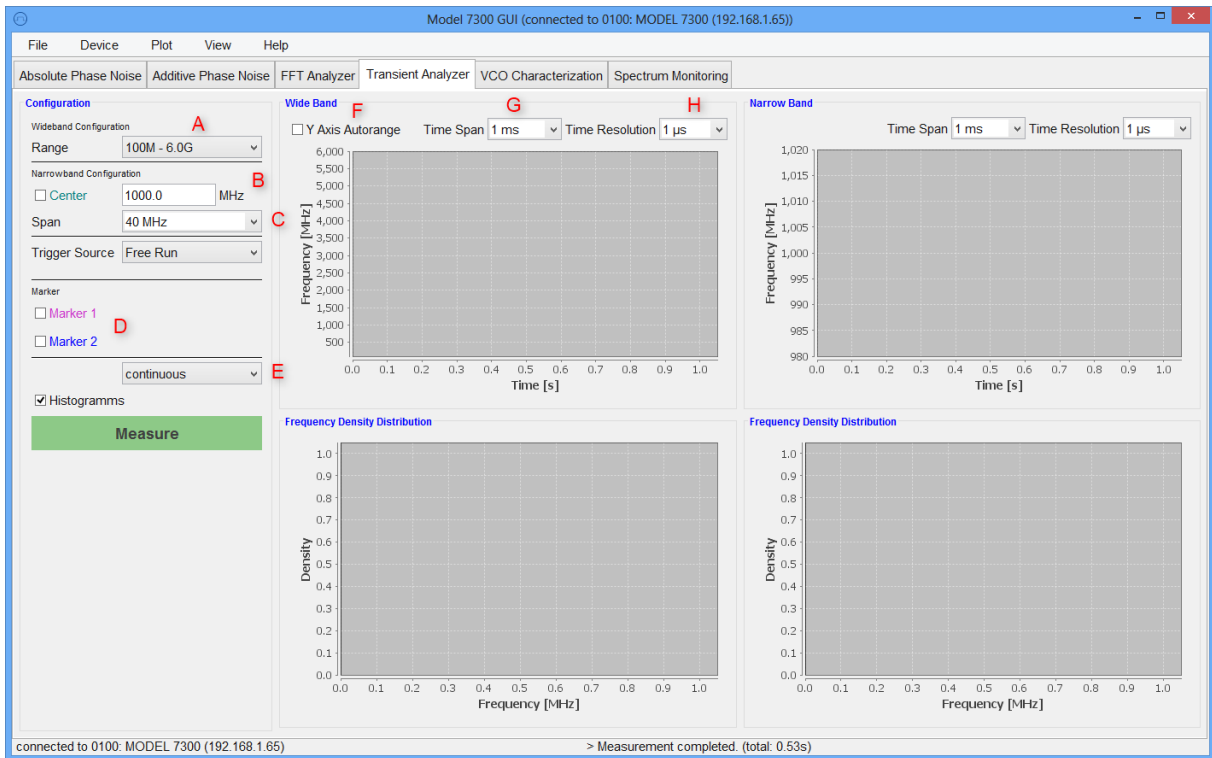 Model 7300 GUI (connected to 0100: MODEL 7300 (192.168.1.65))
File Device Plot View Help
Absolute Phase Noise Additive Phase Noise FFT Analyzer Transient Analyzer VCO Characterization Spectrum Monitoring
Configuration
Wideband Configuration A
Range 100M - 6.0G
Narrowband Configuration B
Center 1000.0 MHz
Span 40 MHz C
Trigger Source Free Run
Marker
Marker 1
D
Marker 2
continuous E
Histogramms
Measure
Wide Band
F G H
Y Axis Autorange Time Span 1 ms Time Resolution 1 µs
6,000
5,500
5,000
4,500
4,000
3,500
3,000
2,500
2,000
1,500
1,000
500
Frequency [MHz]
0.0 0.1 0.2 0.3 0.4 0.5 0.6 0.7 0.8 0.9 1.0
Time [s]
Narrow Band
Time Span 1 ms Time Resolution 1 µs
1,020
1,015
1,010
1,005
1,000
995
990
985
980
Frequency [MHz]
0.0 0.1 0.2 0.3 0.4 0.5 0.6 0.7 0.8 0.9 1.0
Time [s]
Frequency Density Distribution
1.0
0.9
0.8
0.7
0.6
0.5
0.4
0.3
0.2
0.1
0.0
Density
0.0 0.1 0.2 0.3 0.4 0.5 0.6 0.7 0.8 0.9 1.0
Frequency [MHz]
Frequency Density Distribution
1.0
0.9
0.8
0.7
0.6
0.5
0.4
0.3
0.2
0.1
0.0
Density
0.0 0.1 0.2 0.3 0.4 0.5 0.6 0.7 0.8 0.9 1.0
Frequency [MHz]
connected to 0100: MODEL 7300 (192.168.1.65) > Measurement completed. (total: 0.53s)